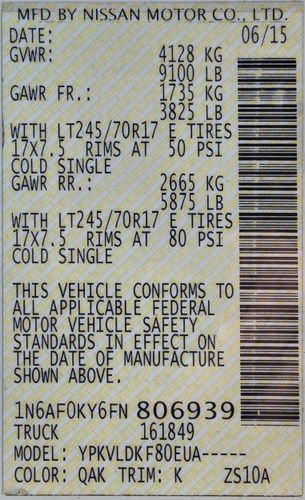 MFD BY NISSAN MOTOR CO., LTD.
DATE: 06/15
GVWR: 4128 KG
9100 LB
GAWR FR.: 1735 KG
3825 LB
WITH LT245/70R17 E TIRES
17X7.5 RIMS AT 50 PSI
COLD SINGLE
GAWR RR.: 2665 KG
5875 LB
WITH LT245/70R17 E TIRES
17X7.5 RIMS AT 80 PSI
COLD SINGLE
THIS VEHICLE CONFORMS TO
ALL APPLICABLE FEDERAL
MOTOR VEHICLE SAFETY
STANDARDS IN EFFECT ON
THE DATE OF MANUFACTURE
SHOWN ABOVE.
1N6AF0KY6FN 806939
TRUCK 161849
MODEL: YPKVLDKF80EUA-----
COLOR: QAK TRIM: K ZS10A